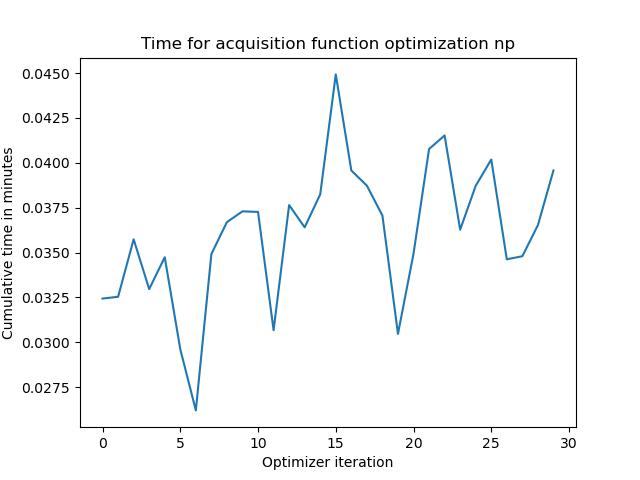 Time for acquisition function optimization np
Cumulative time in minutes
0.0450
0.0425
0.0400
0.0375
0.0350
0.0325
0.0300
0.0275
0 5 10 15 20 25 30
Optimizer iteration